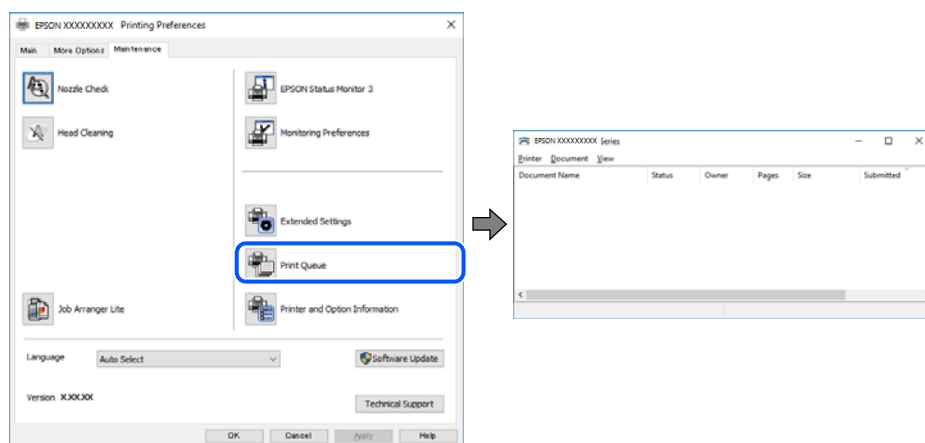 EPSON XXXXXXXXX Printing Preferences
Main More Options Maintenance
Nozzle Check
EPSON Status Monitor 3
Head Cleaning
Monitoring Preferences
Extended Settings
Print Queue
Job Arranger Lite
Printer and Option Information
Language Auto Select
Software Update
Version X.XX.XX
Technical Support
OK Cancel Apply Help
EPSON XXXXXXXXX Series
Printer Document View
Document Name Status Owner Pages Size Submitted